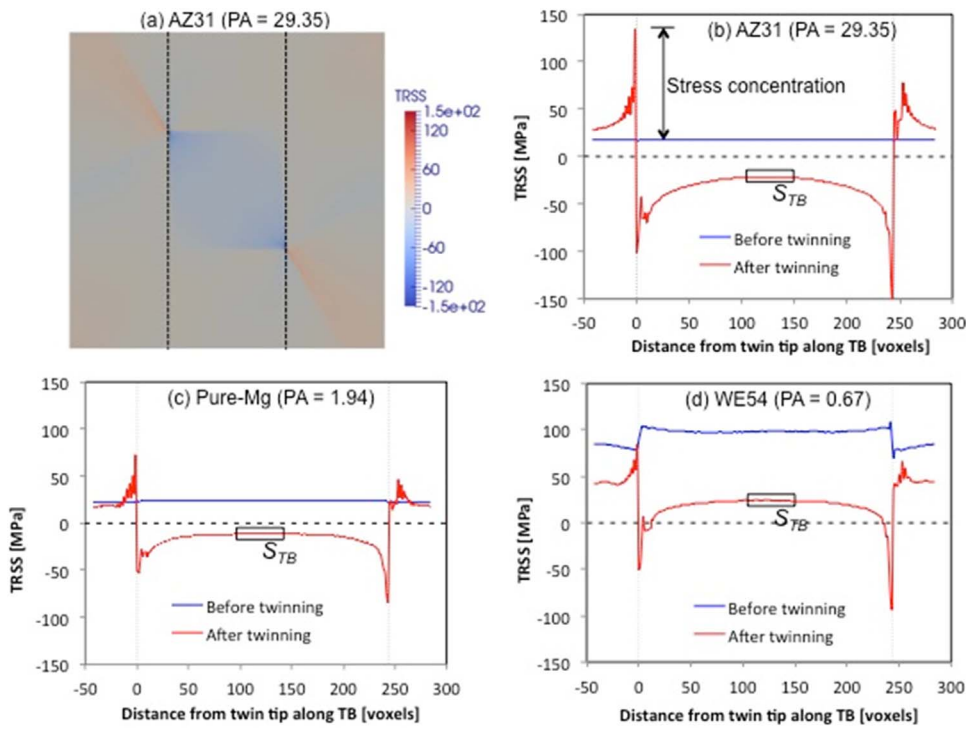 (a) AZ31 (PA = 29.35)
TRSS
1.5e+02
120
60
0
-60
-120
-1.5e+02
(b) AZ31 (PA = 29.35)
150
100
50
0
-50
-100
-150
TRSS [MPa]
Stress concentration
S_TB
Before twinning
After twinning
-50 0 50 100 150 200 250 300
Distance from twin tip along TB [voxels]
(c) Pure-Mg (PA = 1.94)
150
100
50
0
-50
-100
-150
TRSS [MPa]
S_TB
Before twinning
After twinning
-50 0 50 100 150 200 250 300
Distance from twin tip along TB [voxels]
(d) WE54 (PA = 0.67)
150
100
50
0
-50
-100
-150
TRSS [MPa]
S_TB
Before twinning
After twinning
-50 0 50 100 150 200 250 300
Distance from twin tip along TB [voxels]